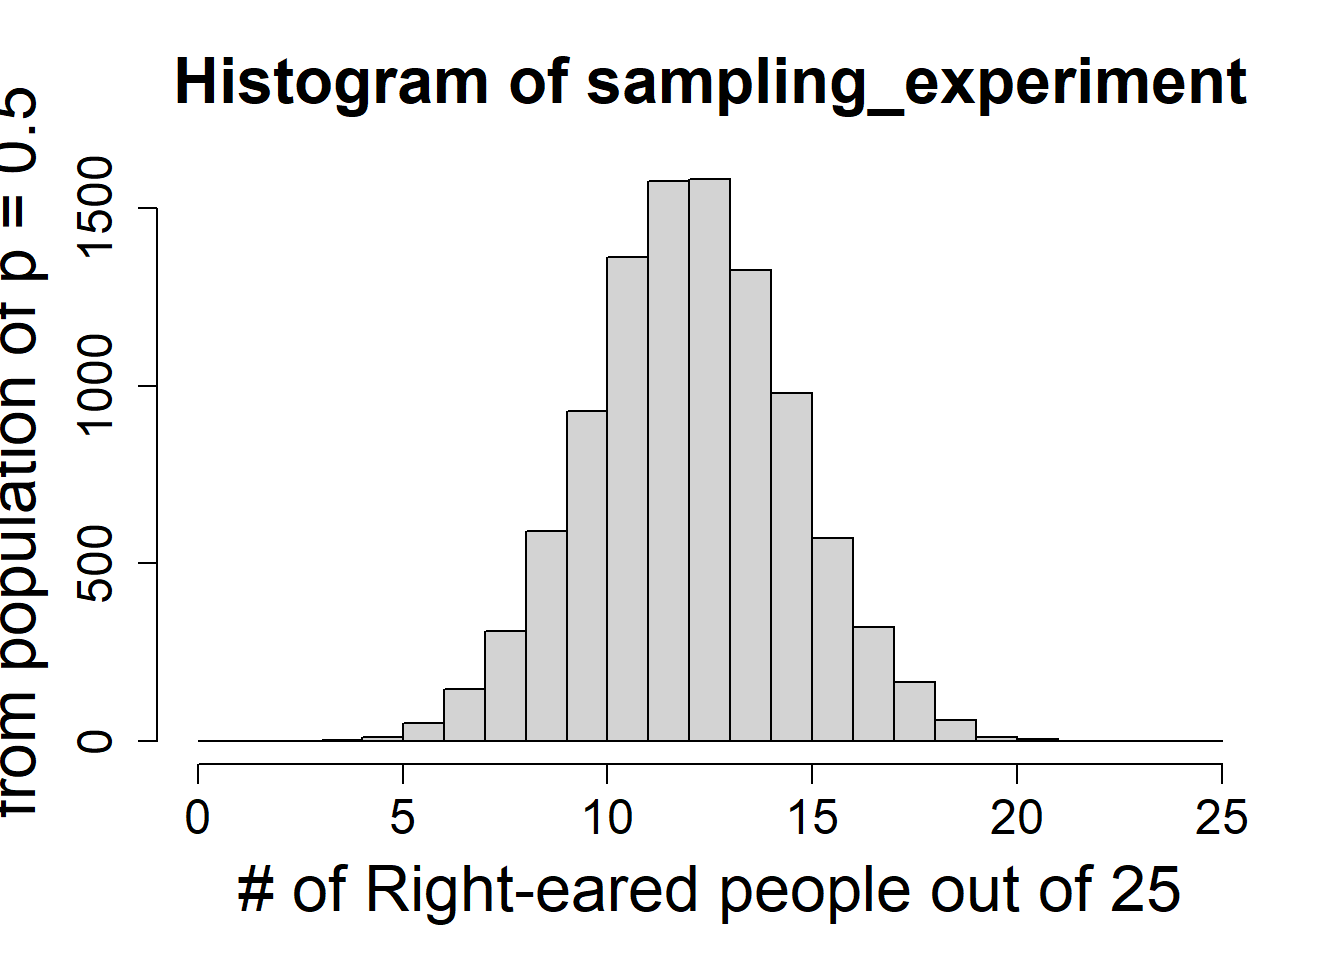 Histogram of sampling_experiment
from population of p = 0.5
1500
1000
500
0
0 5 10 15 20 25
# of Right-eared people out of 25